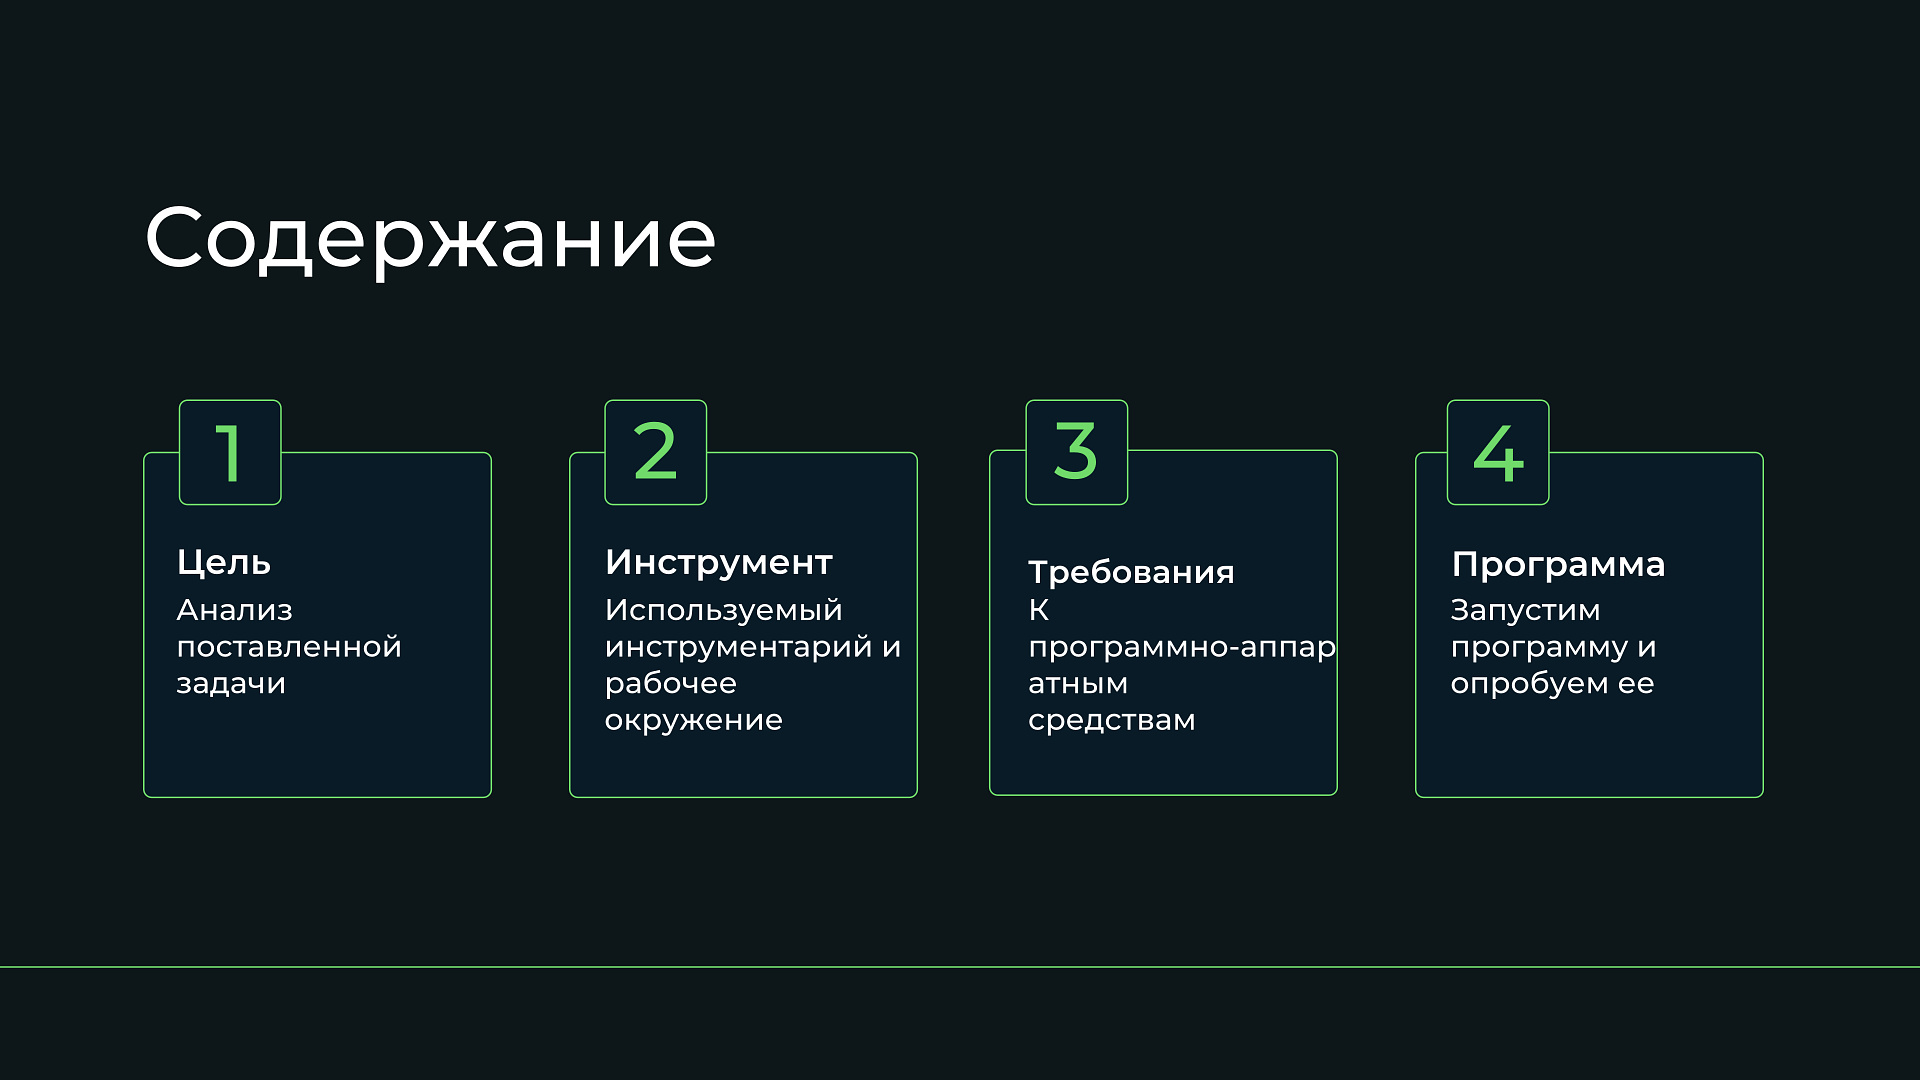 Содержание
1
Цель
Анализ
поставленной
задачи
2
Инструмент
Используемый
инструментарий и
рабочее
окружение
3
Требования
К
программно-аппар
атным
средствам
4
Программа
Запустим
программу и
опробуем ее